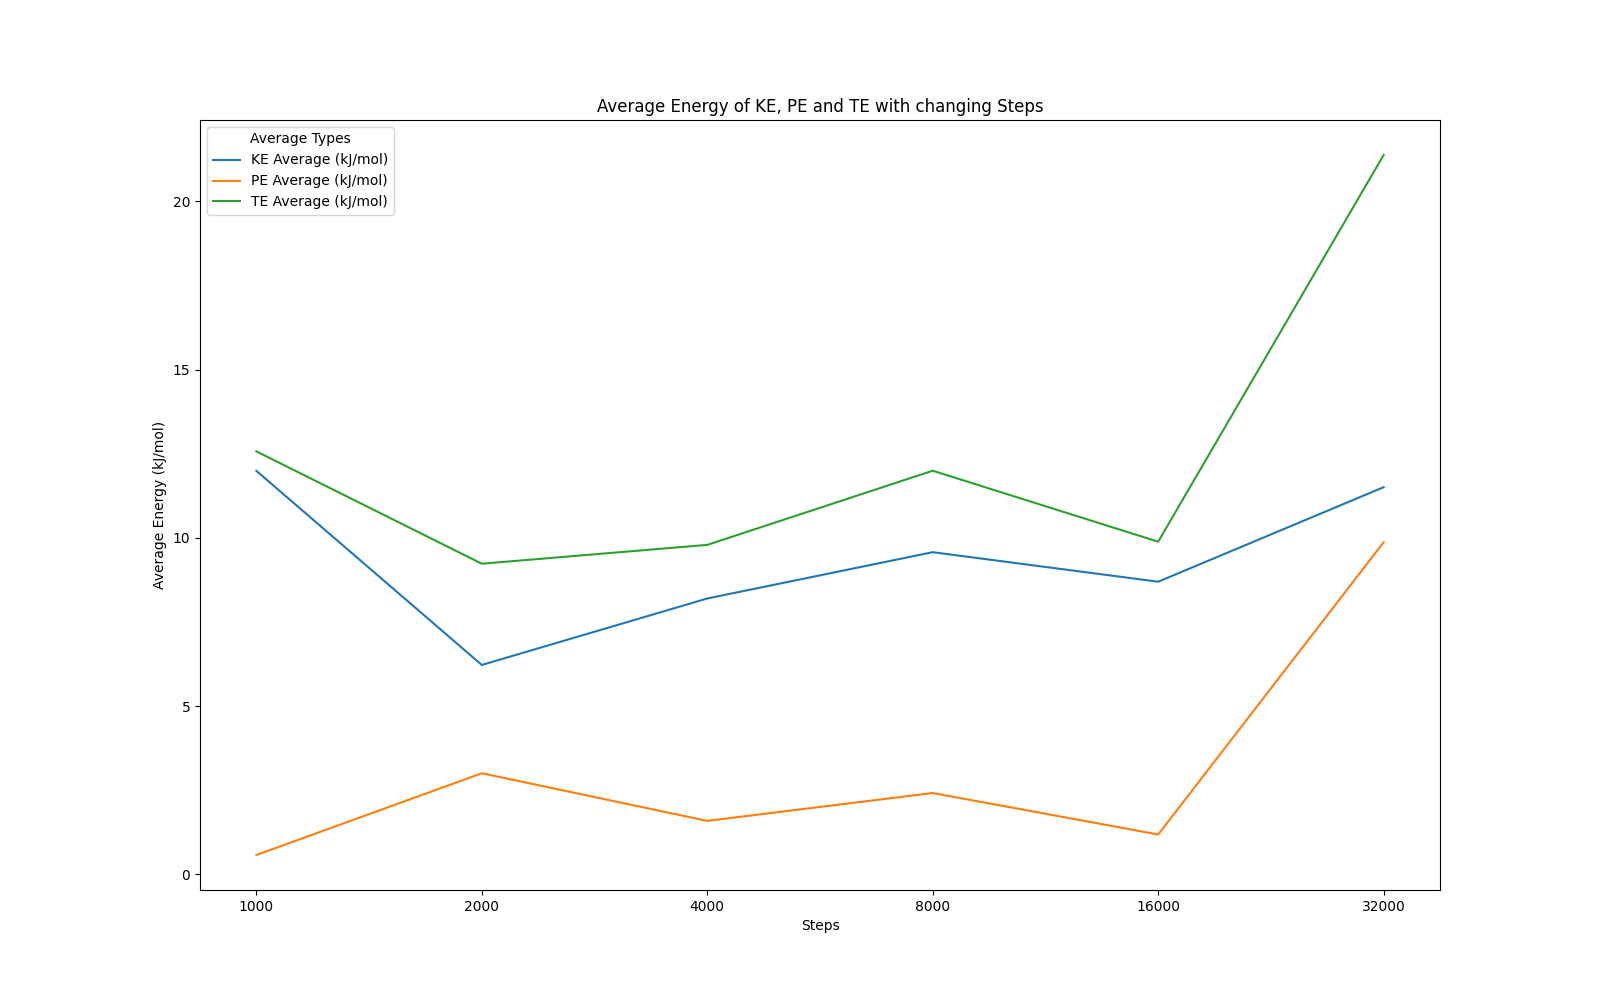 Average Energy of KE, PE and TE with changing Steps
Average Types
KE Average (kJ/mol)
PE Average (kJ/mol)
TE Average (kJ/mol)
Average Energy (kJ/mol)
20
15
10
5
0
1000 2000 4000 8000 16000 32000
Steps